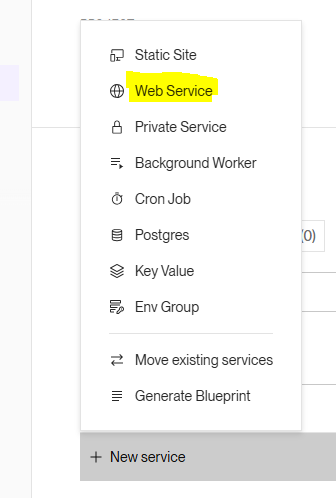 Static Site
Web Service
Private Service
Background Worker
Cron Job
Postgres
Key Value
(0)
Env Group
Move existing services
Generate Blueprint
+ New service